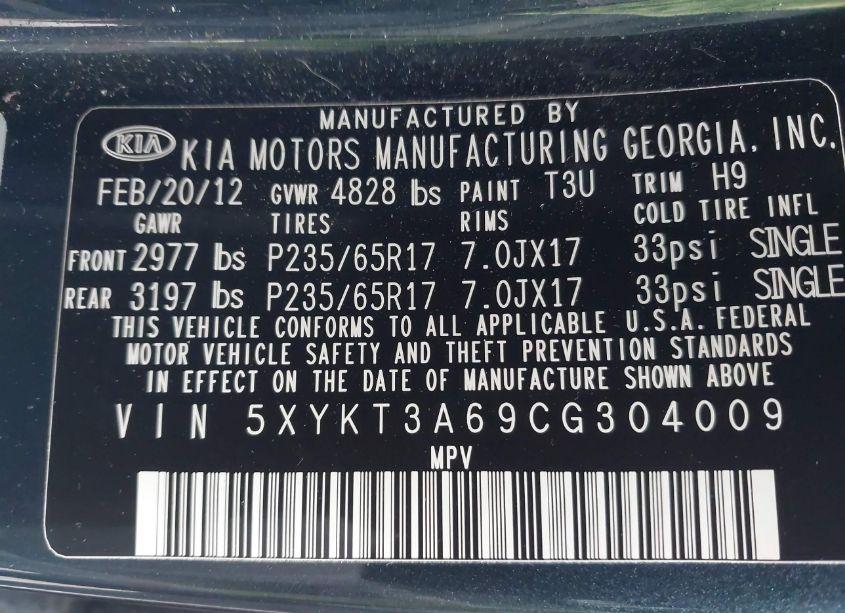 MANUFACTURED BY
KIA KIA MOTORS MANUFACTURING GEORGIA, INC.
FEB/20/12 GVWR 4828 lbs PAINT T3U TRIM H9
GAWR TIRES RIMS COLD TIRE INFL
FRONT 2977 lbs P235/65R17 7.0JX17 33psi SINGLE
REAR 3197 lbs P235/65R17 7.0JX17 33psi SINGLE
THIS VEHICLE CONFORMS TO ALL APPLICABLE U.S.A. FEDERAL
MOTOR VEHICLE SAFETY AND THEFT PREVENTION STANDARDS
IN EFFECT ON THE DATE OF MANUFACTURE SHOWN ABOVE
VIN 5XYKT3A69CG304009
MPV